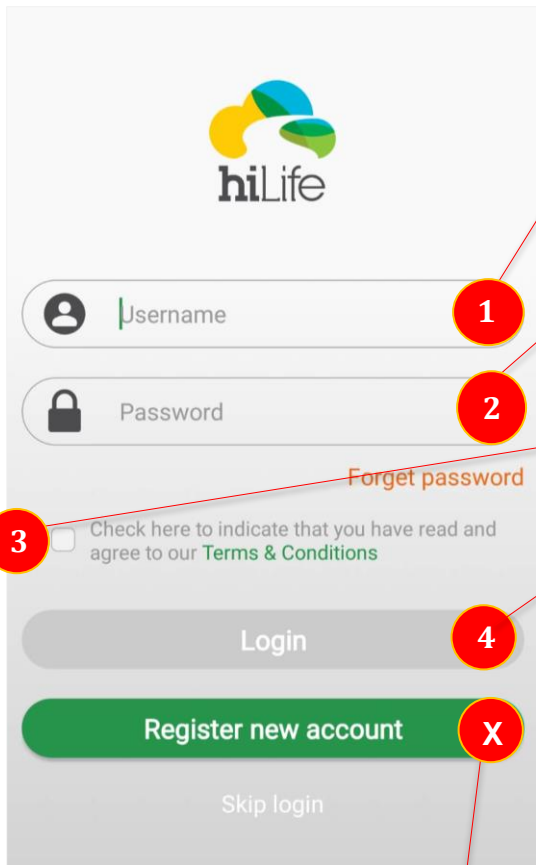 hiLife
Username
1
Password
2
Forget password
3
Check here to indicate that you have read and
agree to our Terms & Conditions
Login
4
Register new account
X
Skip login